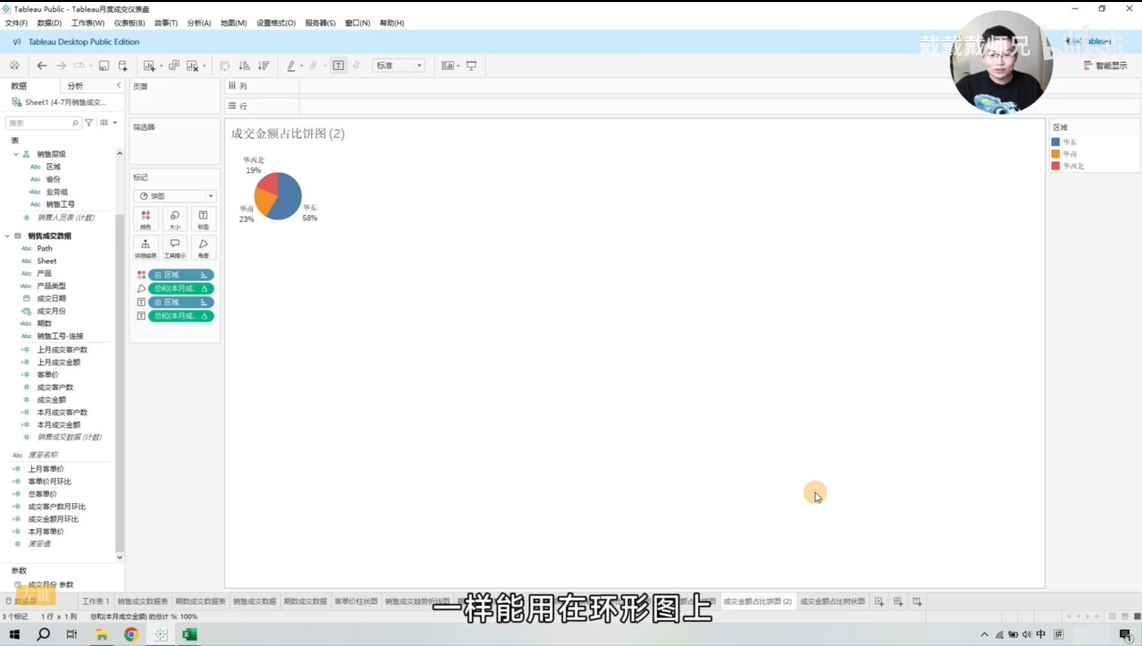 Tableau Public - Tableau月度成交仪表盘
文件(F) 数据(D) 工作表(W) 仪表板(B) 故事(T) 分析(A) 地图(M) 设置格式(O) 服务器(S) 窗口(N) 帮助(H)
Tableau Desktop Public Edition
戴戴戴师兄
标准
智能显示
数据 分析
页面
列
Sheet1 (4-7月销售成交...
行
搜索
筛选器
成交金额占比饼图 (2)
区域
表
华东
华南
华西北
销售层级
Abc 区域
Abc 省份
Abc 业务组
Abc 销售工号
# 销售人员表 (计数)
标记
饼图
颜色 大小 标签
详细信息 工具提示 角度
区域
总和(本月成..
区域
总和(本月成..
华西北
19%
华南
23%
华东
58%
销售成交数据
Abc Path
Abc Sheet
Abc 产品
Abc 产品类型
成交日期
成交月份
Abc 期数
Abc 销售工号-连接
# 上月成交客户数
# 上月成交金额
# 客单价
# 成交客户数
# 成交金额
# 本月成交客户数
# 本月成交金额
# 销售成交数据 (计数)
Abc 度量名称
# 上月客单价
# 客单价月环比
# 总客单价
# 成交客户数月环比
# 成交金额月环比
# 本月客单价
# 度量值
参数
成交月份 参数
工作表 1 销售成交数据表 期数成交数据表 销售成交数据 期数成交数据 客单价柱状图 销售成交趋势折线图 成交金额占比饼图 (2) 成交金额占比树状图
3 个标记 1 行 x 1 列 总和(本月成交金额) 的总计 %: 100%
一样能用在环形图上
中 拼